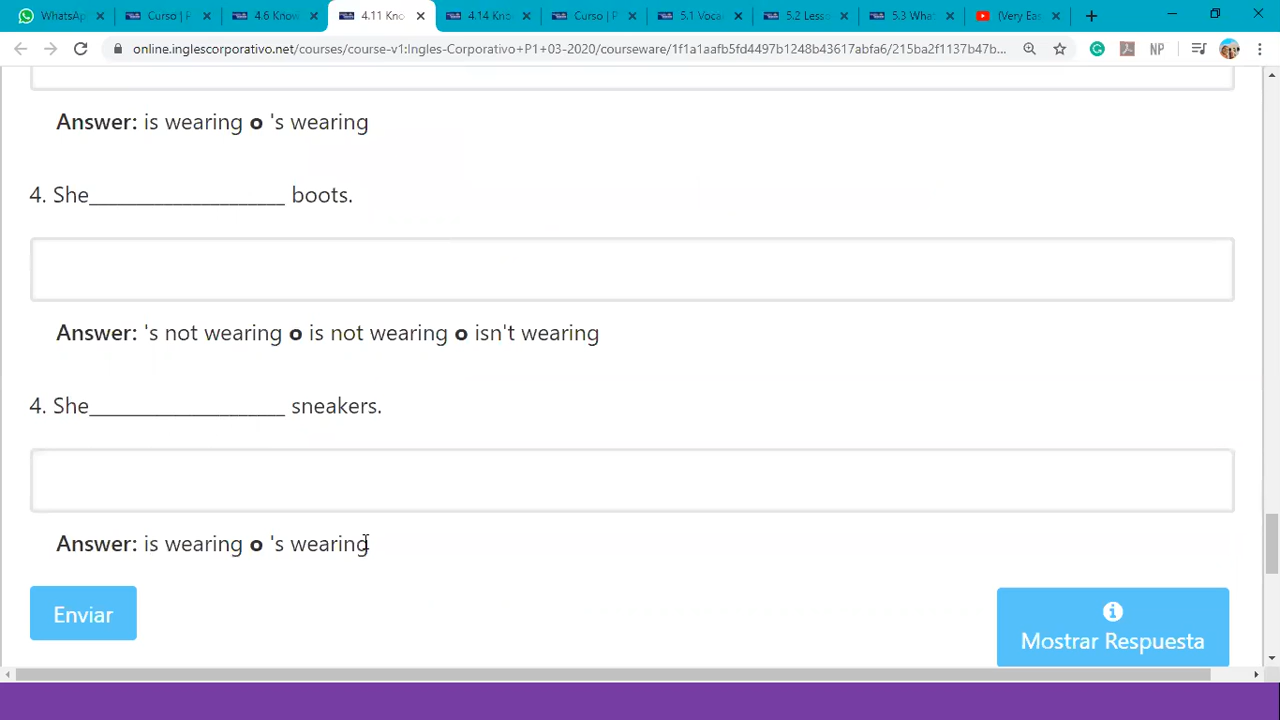 WhatsApp
Curso | P
4.6 Know
4.11 Kno
4.14 Kno
Curso | P
5.1 Voca
5.2 Less
5.3 What
(Very Eas
online.inglescorporativo.net/courses/course-v1:Ingles-Corporativo+P1+03-2020/courseware/1f1a1aafb5fd4497b1248b43617abfa6/215ba2f1137b47b...
NP
Answer: is wearing o 's wearing
4. She____________________ boots.
Answer: 's not wearing o is not wearing o isn't wearing
4. She____________________ sneakers.
Answer: is wearing o 's wearing
Enviar
Mostrar Respuesta